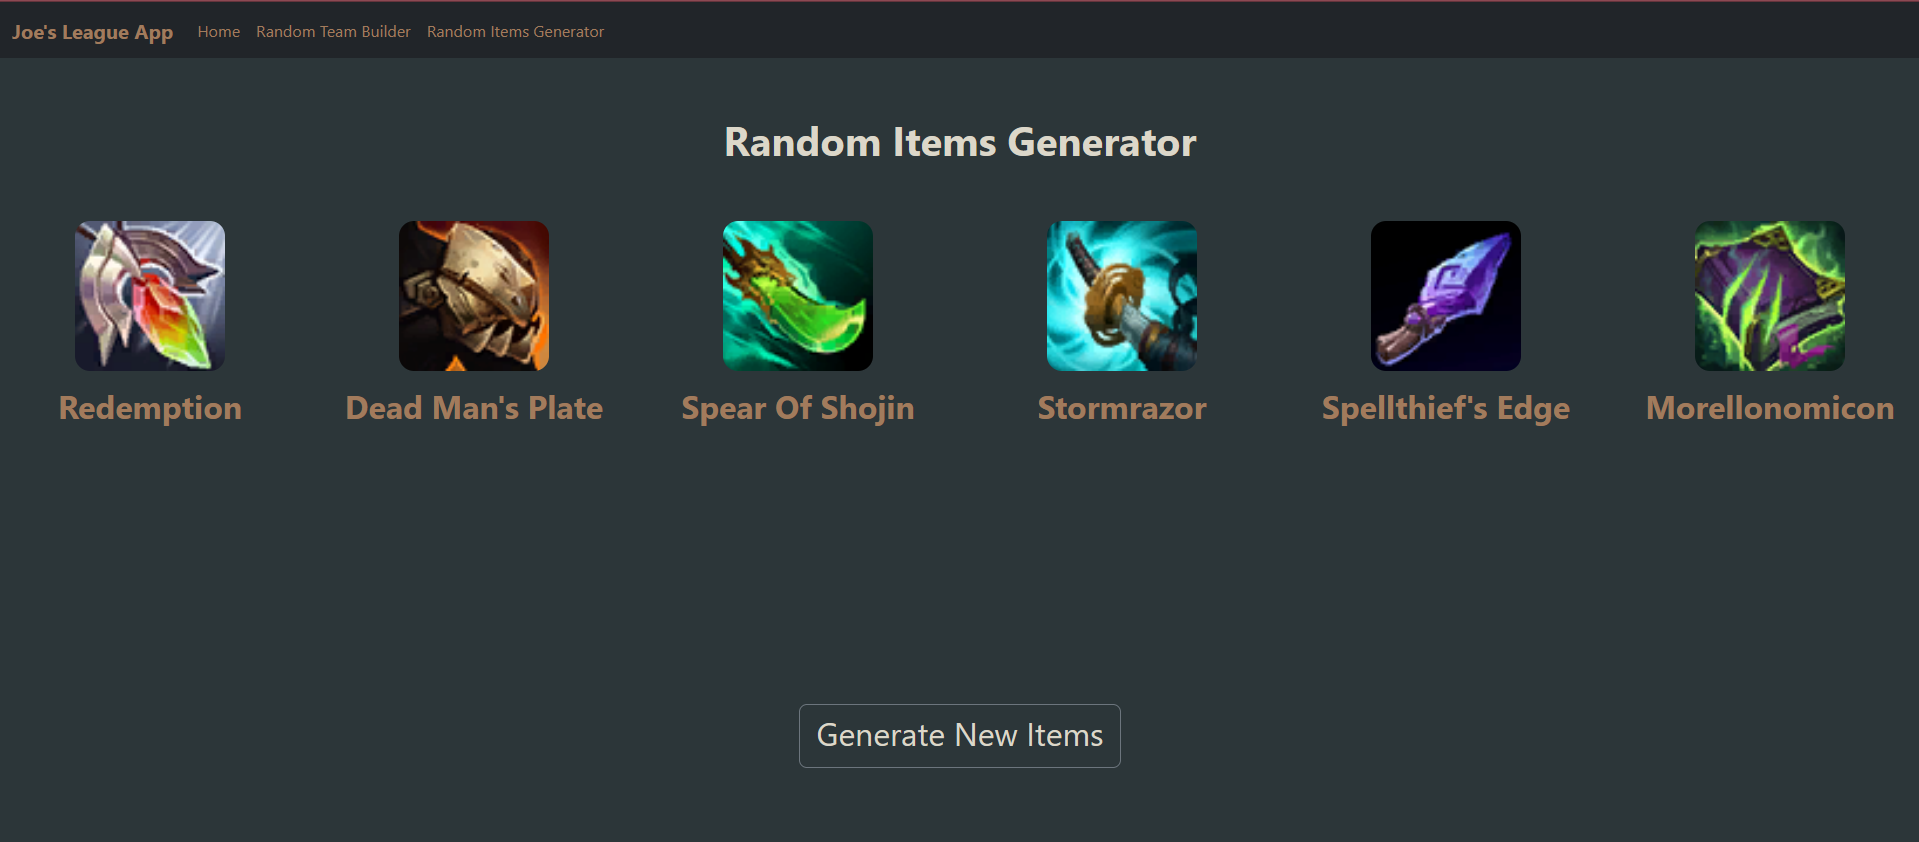 Joe's League App Home Random Team Builder Random Items Generator
Random Items Generator
Redemption Dead Man's Plate Spear Of Shojin Stormrazor Spellthief's Edge Morellonomicon
Generate New Items